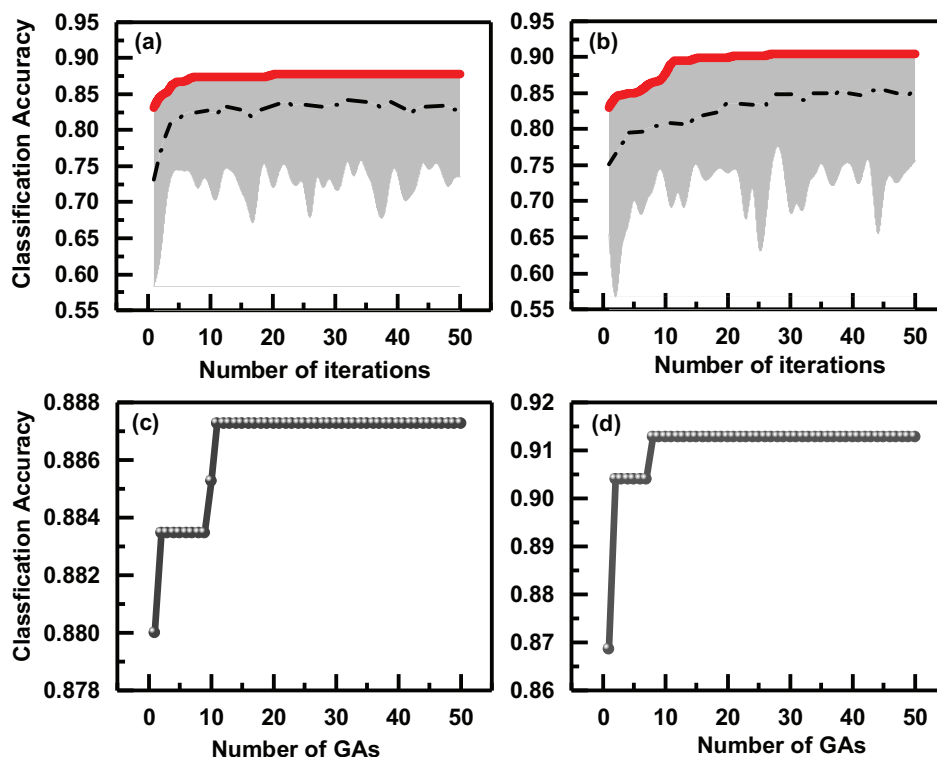 (a)
Classification Accuracy
0.95
0.90
0.85
0.80
0.75
0.70
0.65
0.60
0.55
0 10 20 30 40 50
Number of iterations
(b)
0.95
0.90
0.85
0.80
0.75
0.70
0.65
0.60
0.55
0 10 20 30 40 50
Number of iterations
(c)
Classfication Accuracy
0.888
0.886
0.884
0.882
0.880
0.878
0 10 20 30 40 50
Number of GAs
(d)
0.92
0.91
0.90
0.89
0.88
0.87
0.86
0 10 20 30 40 50
Number of GAs